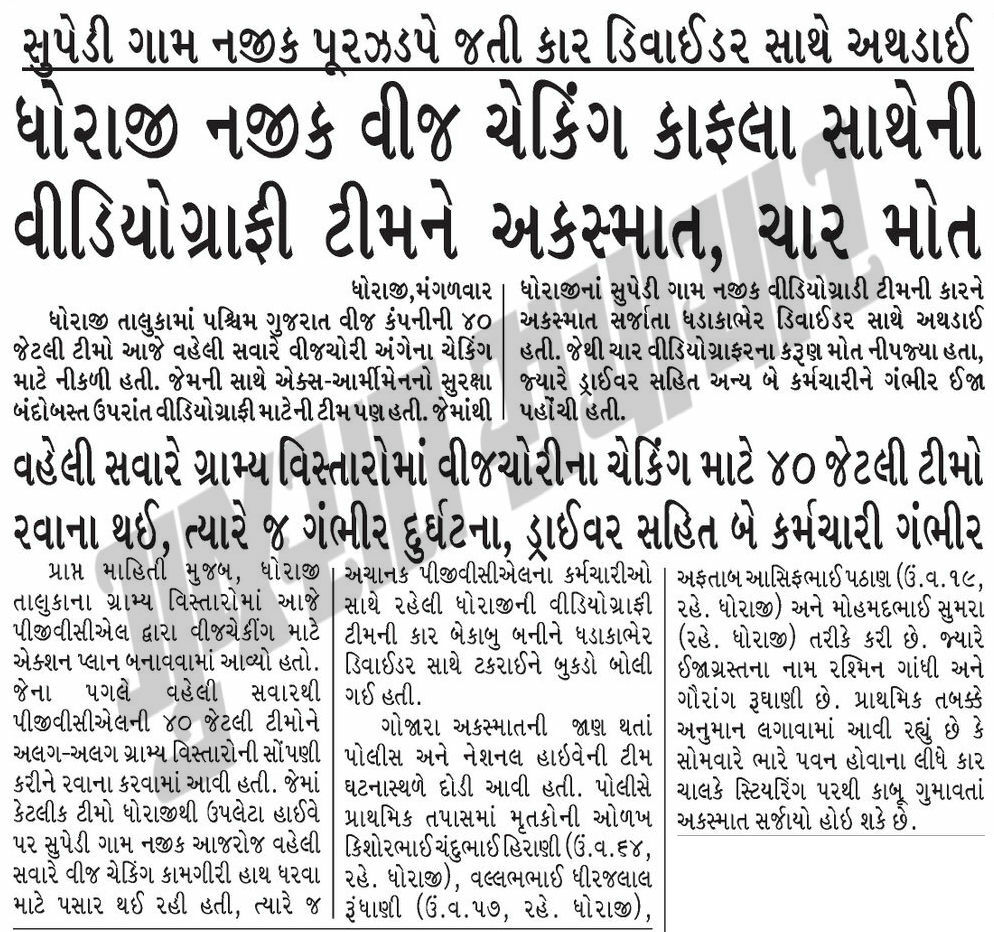 સુપેડી ગામ નજીક પૂરઝડપે જતી કાર ડિવાઈડર સાથે અથડાઈ
ધોરાજી નજીક વીજ ચેકિંગ કાફલા સાથેની
વીડિયોગ્રાફી ટીમને અકસ્માત, ચાર મોત
ધોરાજી,મંગળવાર
ધોરાજી તાલુકામાં પશ્ચિમ ગુજરાત વીજ કંપનીની ૪૦
જેટલી ટીમો આજે વહેલી સવારે વીજચોરી અંગેના ચેકિંગ
માટે નીકળી હતી. જેમની સાથે એક્સ-આર્મીમેનનો સુરક્ષા
બંદોબસ્ત ઉપરાંત વીડિયોગ્રાફી માટેની ટીમ પણ હતી. જેમાંથી
ધોરાજીનાં સુપેડી ગામ નજીક વીડિયોગ્રાડી ટીમની કારને
અકસ્માત સર્જાતા ધડાકાભેર ડિવાઈડર સાથે અથડાઈ
હતી. જેથી ચાર વીડિયોગ્રાફરના કરૂણ મોત નીપજ્યા હતા,
જ્યારે ડ્રાઈવર સહિત અન્ય બે કર્મચારીને ગંભીર ઈજા
પહોંચી હતી.
વહેલી સવારે ગ્રામ્ય વિસ્તારોમાં વીજચોરીના ચેકિંગ માટે ૪૦ જેટલી ટીમો
રવાના થઈ, ત્યારે જ ગંભીર દુર્ઘટના, ડ્રાઈવર સહિત બે કર્મચારી ગંભીર
પ્રાપ્ત માહિતી મુજબ, ધોરાજી
તાલુકાના ગ્રામ્ય વિસ્તારોમાં આજે
પીજીવીસીએલ દ્વારા વીજચેકીંગ માટે
એક્શન પ્લાન બનાવવામાં આવ્યો હતો.
જેના પગલે વહેલી સવારથી
પીજીવીસીએલની ૪૦ જેટલી ટીમોને
અલગ-અલગ ગ્રામ્ય વિસ્તારોની સોંપણી
કરીને રવાના કરવામાં આવી હતી. જેમાં
કેટલીક ટીમો ધોરાજીથી ઉપલેટા હાઈવે
પર સુપેડી ગામ નજીક આજરોજ વહેલી
સવારે વીજ ચેકિંગ કામગીરી હાથ ધરવા
માટે પસાર થઈ રહી હતી, ત્યારે જ
અચાનક પીજીવીસીએલના કર્મચારીઓ
સાથે રહેલી ધોરાજીની વીડિયોગ્રાફી
ટીમની કાર બેકાબુ બનીને ધડાકાભેર
ડિવાઈડર સાથે ટકરાઈને બુકડો બોલી
ગઈ હતી.
ગોજારા અકસ્માતની જાણ થતાં
પોલીસ અને નેશનલ હાઇવેની ટીમ
ઘટનાસ્થળે દોડી આવી હતી. પોલીસે
પ્રાથમિક તપાસમાં મૃતકોની ઓળખ
કિશોરભાઈ ચંદુભાઈ હિરાણી (ઉં.વ.૬૪,
રહે. ધોરાજી), વલ્લભભાઈ ધીરજલાલ
રૂંધાણી (ઉં.વ.૫૭, રહે. ધોરાજી),
અફતાબ આસિફભાઈ પઠાણ (ઉં.વ.૧૯,
રહે. ધોરાજી) અને મોહમદભાઈ સુમરા
(રહે. ધોરાજી) તરીકે કરી છે. જ્યારે
ઈજાગ્રસ્તના નામ રશ્મિન ગાંધી અને
ગૌરાંગ રૂઘાણી છે. પ્રાથમિક તબક્કે
અનુમાન લગાવામાં આવી રહ્યું છે કે
સોમવારે ભારે પવન હોવાના લીધે કાર
ચાલકે સ્ટિયરિંગ પરથી કાબૂ ગુમાવતાં
અકસ્માત સર્જાયો હોઇ શકે છે.
ગુજરાત સમાચાર